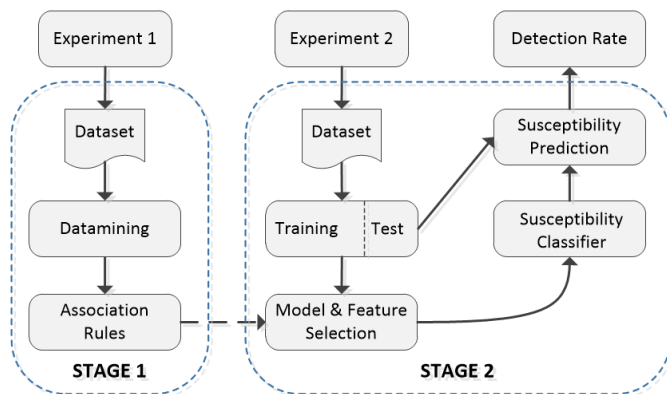 Experiment 1
Experiment 2
Detection Rate
Dataset
Dataset
Susceptibility
Prediction
Datamining
Training
Test
Susceptibility
Classifier
Association
Rules
Model & Feature
Selection
STAGE 1
STAGE 2